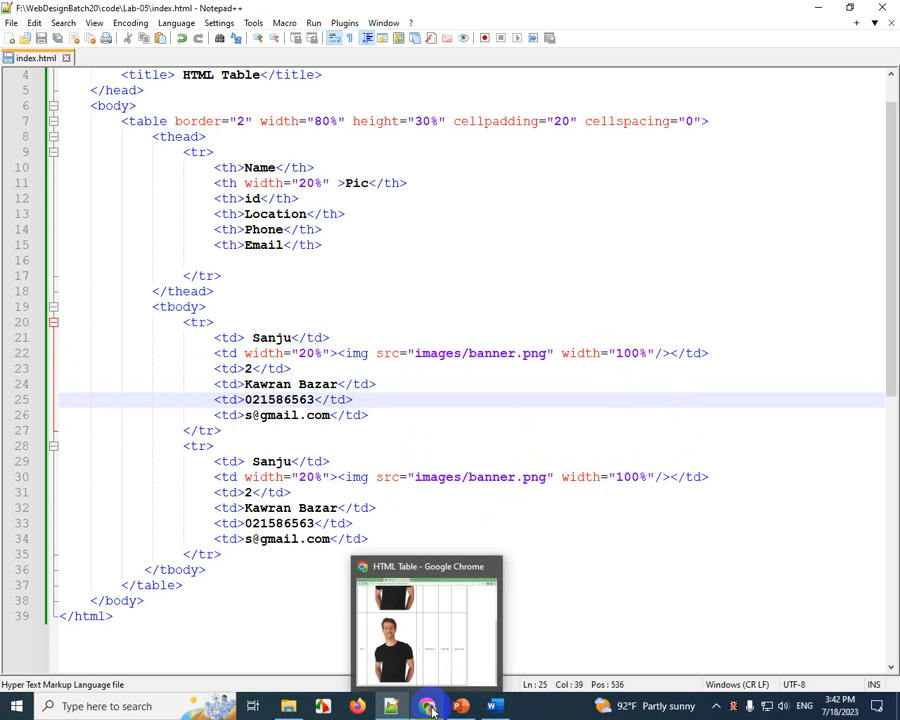 F:\WebDesignBatch20\code\Lab-05\index.html - Notepad++
File Edit Search View Encoding Language Settings Tools Macro Run Plugins Window ?
index.html
4 <title> HTML Table</title>
5 </head>
6 <body>
7 <table border="2" width="80%" height="30%" cellpadding="20" cellspacing="0">
8 <thead>
9 <tr>
10 <th>Name</th>
11 <th width="20%" >Pic</th>
12 <th>id</th>
13 <th>Location</th>
14 <th>Phone</th>
15 <th>Email</th>
16
17 </tr>
18 </thead>
19 <tbody>
20 <tr>
21 <td> Sanju</td>
22 <td width="20%"><img src="images/banner.png" width="100%"/></td>
23 <td>2</td>
24 <td>Kawran Bazar</td>
25 <td>021586563</td>
26 <td>s@gmail.com</td>
27 </tr>
28 <tr>
29 <td> Sanju</td>
30 <td width="20%"><img src="images/banner.png" width="100%"/></td>
31 <td>2</td>
32 <td>Kawran Bazar</td>
33 <td>021586563</td>
34 <td>s@gmail.com</td>
35 </tr>
36 </tbody>
37 </table>
38 </body>
39 </html>
HTML Table - Google Chrome
Hyper Text Markup Language file
Ln : 25 Col : 39 Pos : 536
Windows (CR LF)
UTF-8
INS
Type here to search
92°F Partly sunny
ENG
3:42 PM
7/18/2023